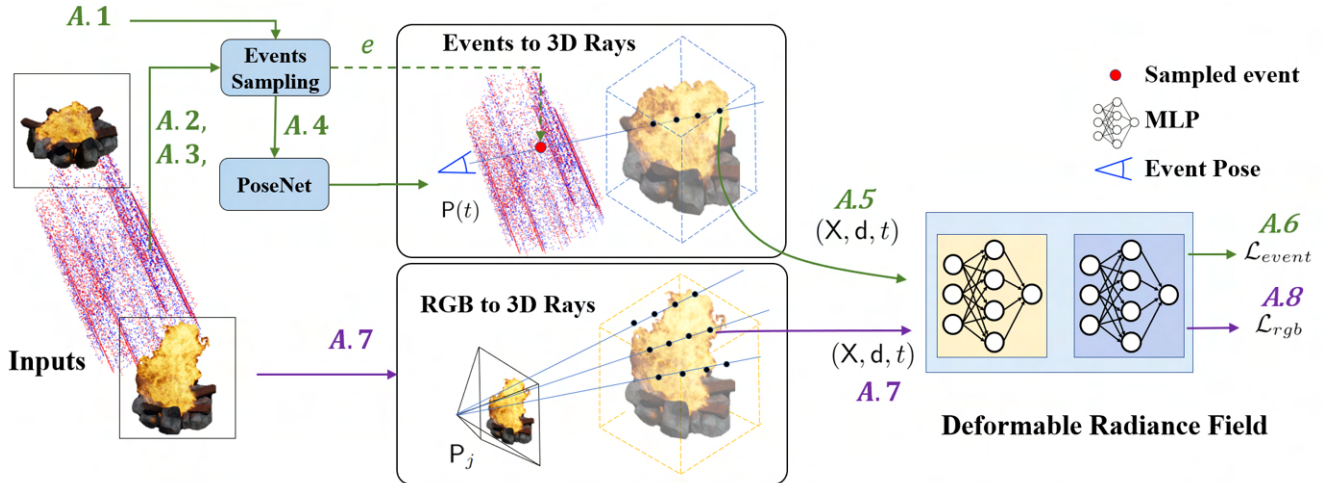 A. 1
Events
Sampling
e
A. 2,
A. 3,
A. 4
PoseNet
Inputs
A. 7
Events to 3D Rays
P(t)
RGB to 3D Rays
P_j
A.5
(X, d, t)
(X, d, t)
A. 7
Sampled event
MLP
Event Pose
A.6
ℒ_event
A.8
ℒ_rgb
Deformable Radiance Field